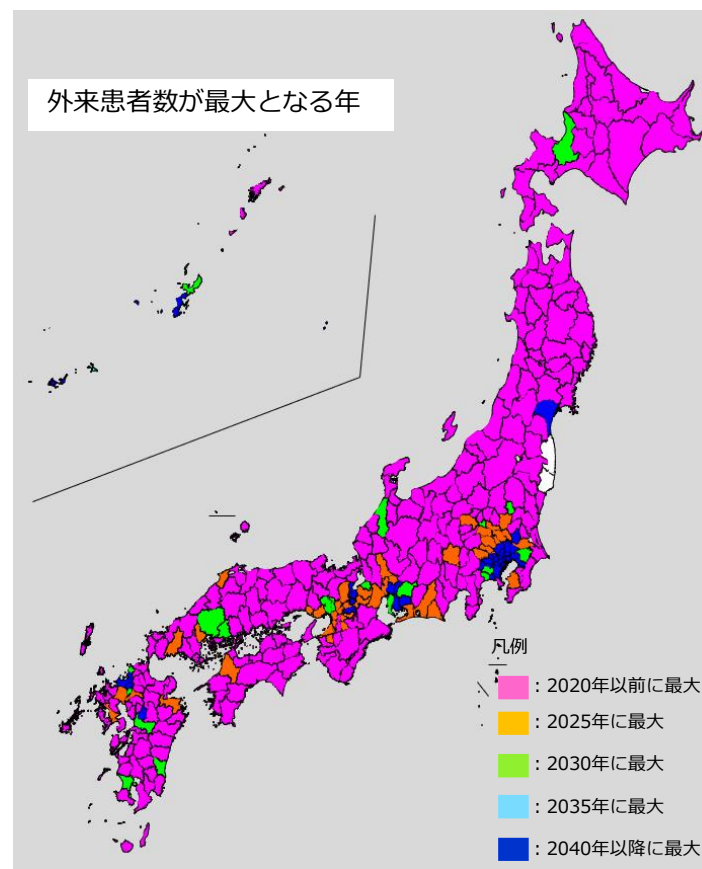 外来患者数が最大となる年
凡例
：2020年以前に最大
：2025年に最大
：2030年に最大
：2035年に最大
：2040年以降に最大